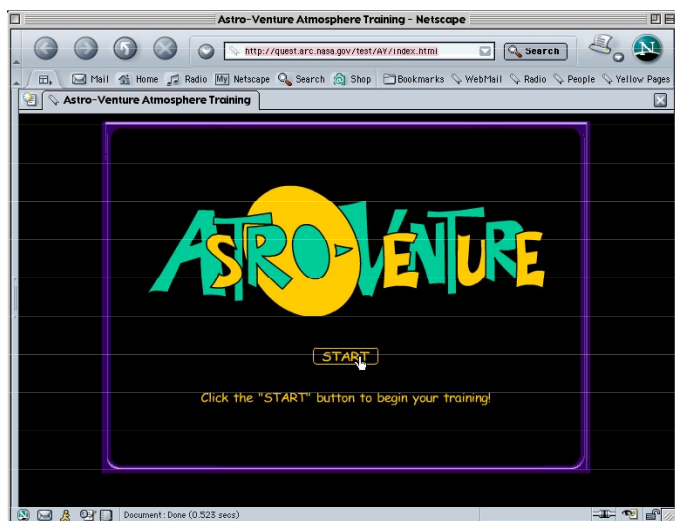 Astro-Venture Atmosphere Training - Netscape
http://quest.arc.nasa.gov/test/AV/index.html
Search
Mail Home Radio My Netscape Search Shop Bookmarks WebMail Radio People Yellow Pages
Astro-Venture Atmosphere Training
ASTRO-VENTURE
START
Click the "START" button to begin your training!
Document: Done (0.523 secs)